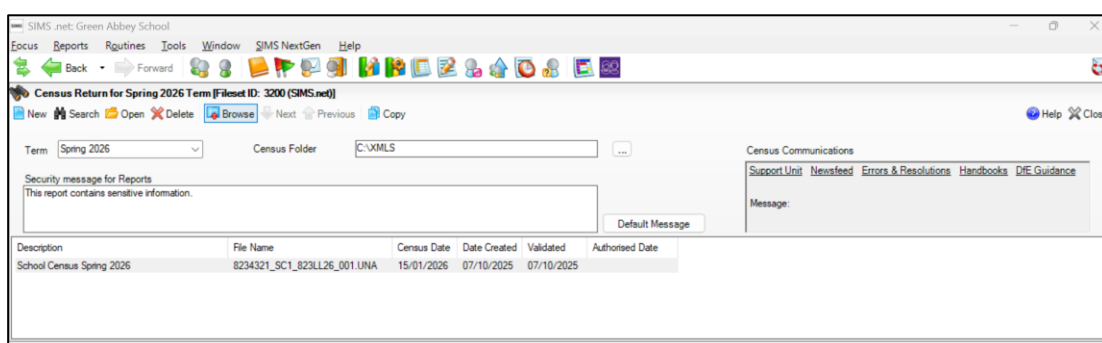 SIMS .net: Green Abbey School
Focus Reports Routines Tools Window SIMS NextGen Help
Back Forward
Census Return for Spring 2026 Term [Fileset ID: 3200 (SIMS.net)]
New Search Open Delete Browse Next Previous Copy Help Clos
Term Spring 2026 Census Folder C:\XMLS ... Census Communications
Support Unit Newsfeed Errors & Resolutions Handbooks DfE Guidance
Security message for Reports
This report contains sensitive information.
Message:
Default Message
Description File Name Census Date Date Created Validated Authorised Date
School Census Spring 2026 8234321_SC1_823LL26_001.UNA 15/01/2026 07/10/2025 07/10/2025